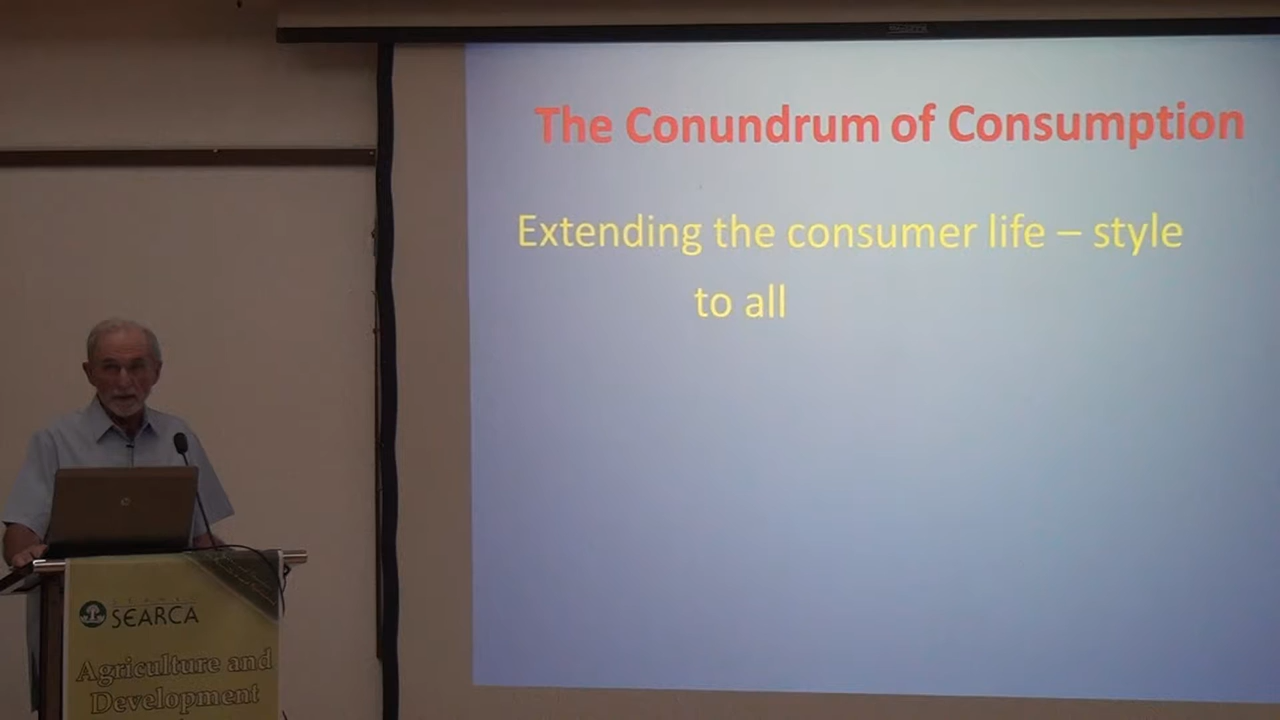 The Conundrum of Consumption
Extending the consumer life – style
to all
SEARCA
Agriculture and
Development